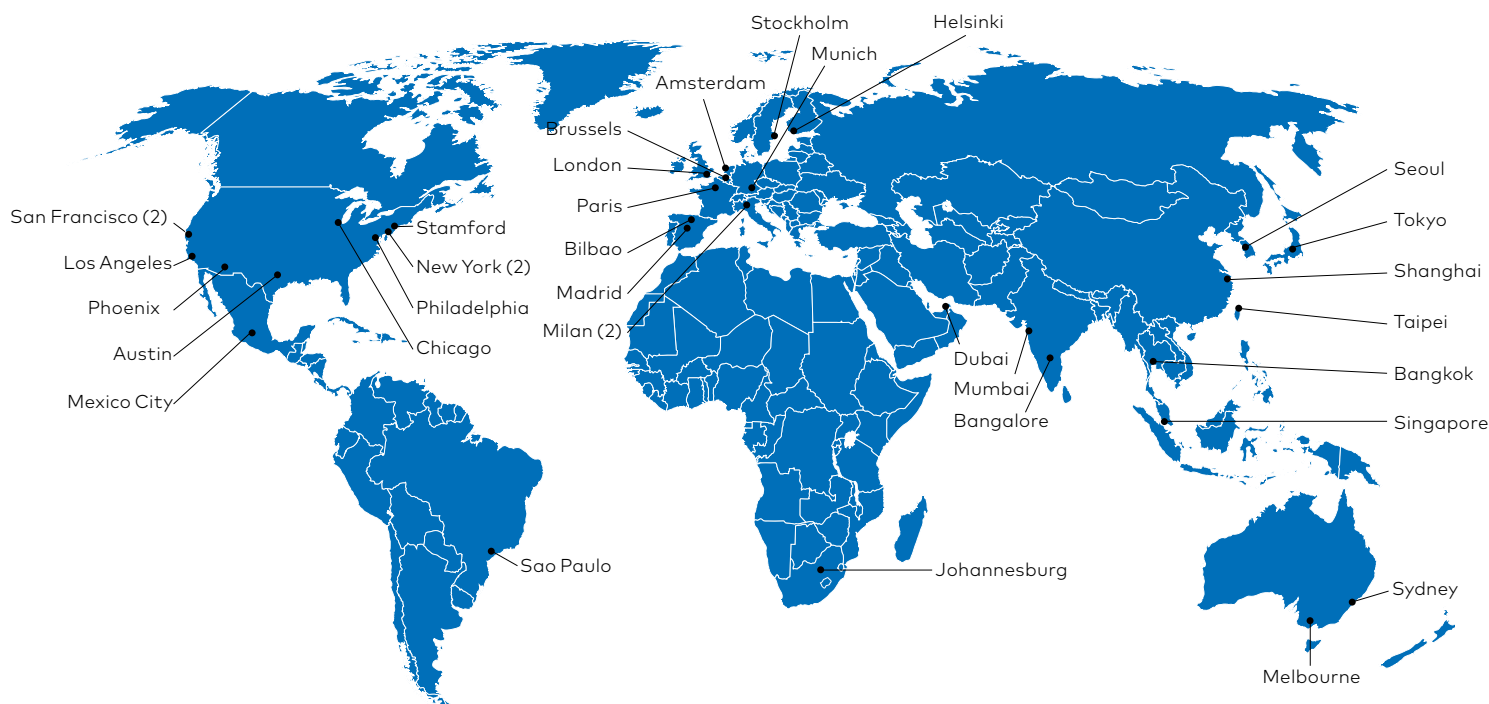 Stockholm
Helsinki
Munich
Amsterdam
Brussels
London
Paris
Bilbao
Madrid
Milan (2)
San Francisco (2)
Los Angeles
Phoenix
Austin
Mexico City
Stamford
New York (2)
Philadelphia
Chicago
Sao Paulo
Dubai
Mumbai
Bangalore
Johannesburg
Seoul
Tokyo
Shanghai
Taipei
Bangkok
Singapore
Sydney
Melbourne